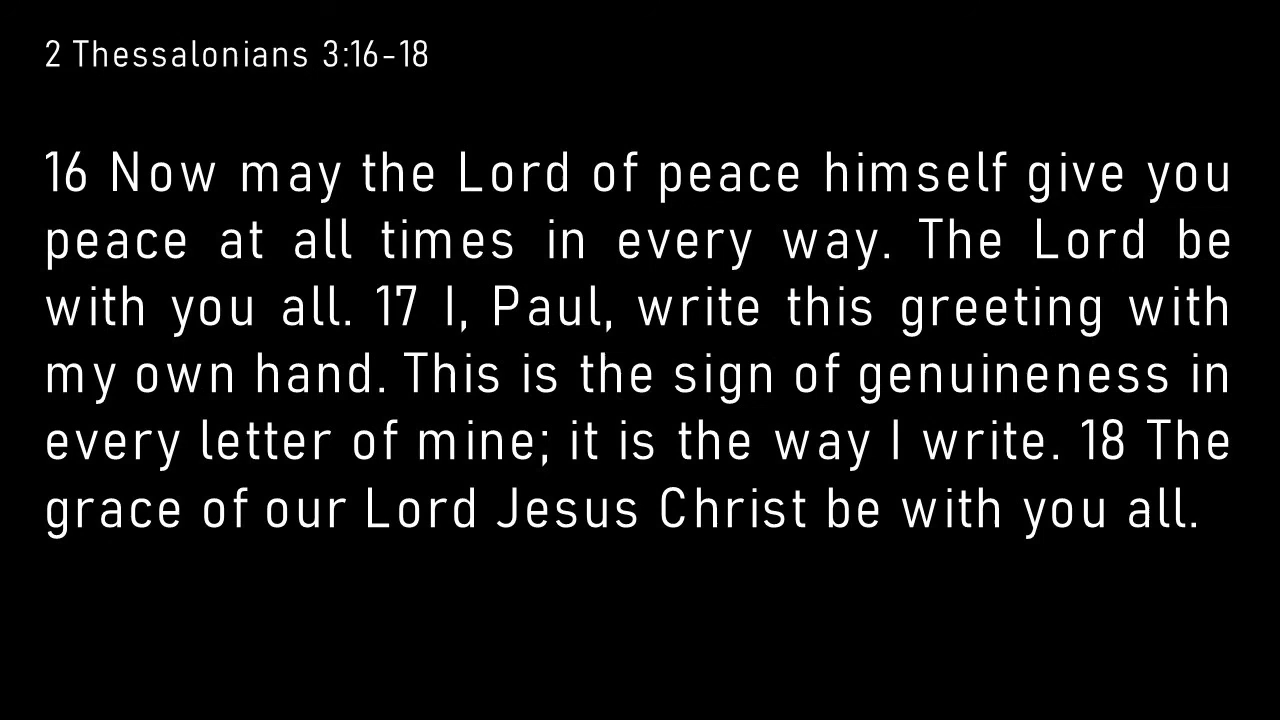 2 Thessalonians 3:16-18
16 Now may the Lord of peace himself give you
peace at all times in every way. The Lord be
with you all. 17 I, Paul, write this greeting with
my own hand. This is the sign of genuineness in
every letter of mine; it is the way I write. 18 The
grace of our Lord Jesus Christ be with you all.